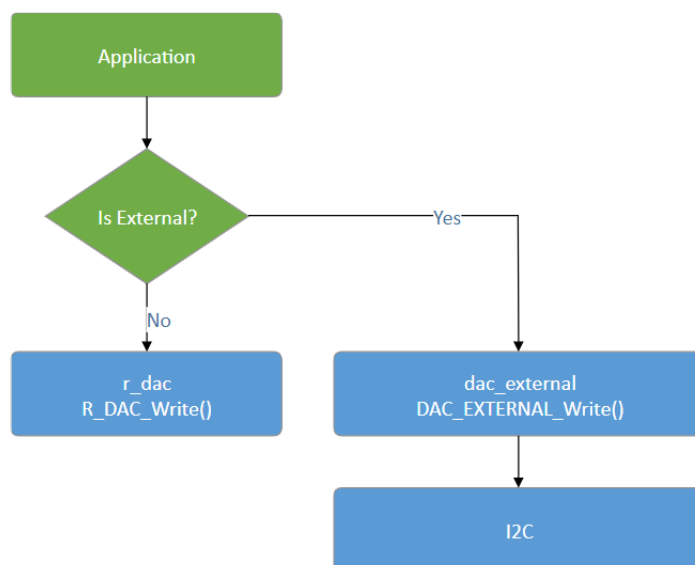 Application
Is External?
Yes
No
r_dac
R_DAC_Write()
dac_external
DAC_EXTERNAL_Write()
I2C